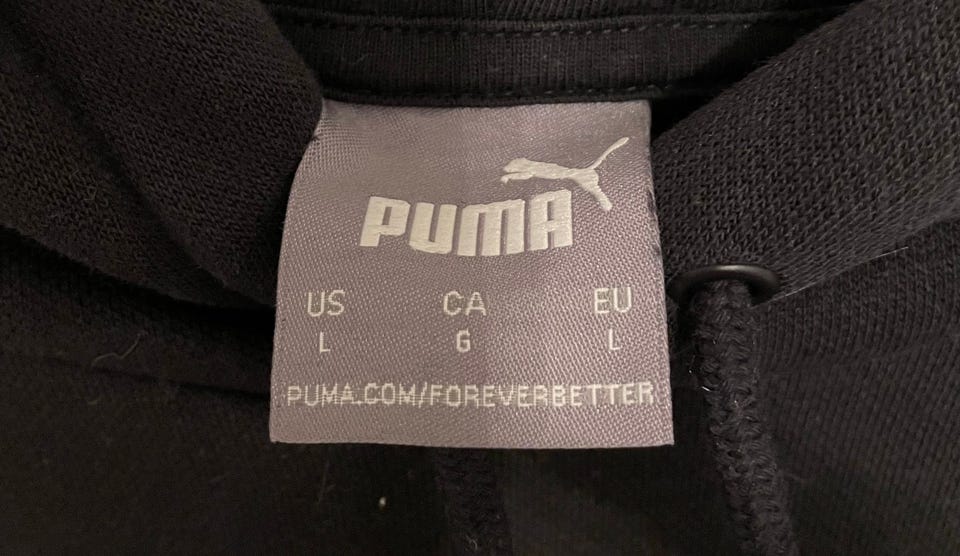 PUMA
US CA EU
L G L
PUMA.COM/FOREVERBETTER